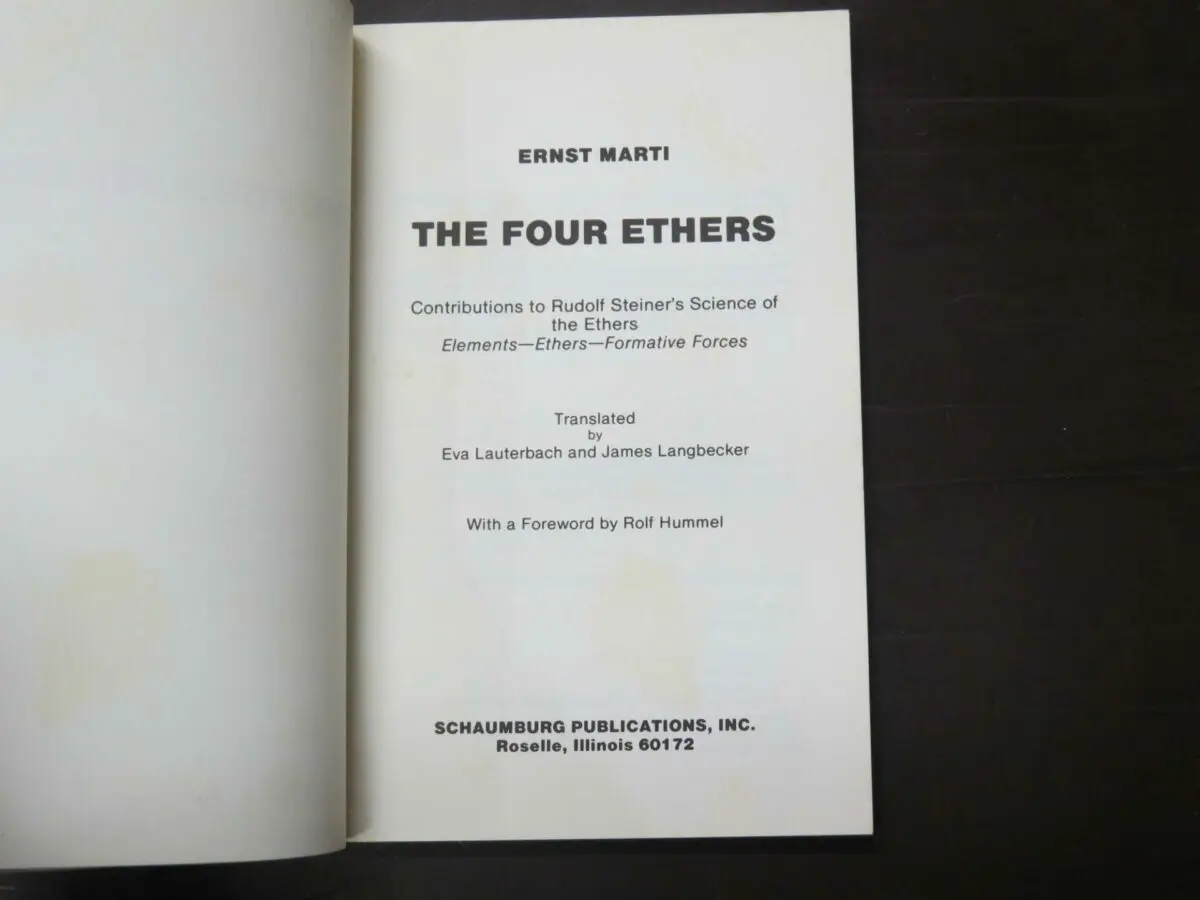 ERNST MARTI
THE FOUR ETHERS
Contributions to Rudolf Steiner's Science of
the Ethers
Elements—Ethers—Formative Forces
Translated
by
Eva Lauterbach and James Langbecker
With a Foreword by Rolf Hummel
SCHAUMBURG PUBLICATIONS, INC.
Roselle, Illinois 60172